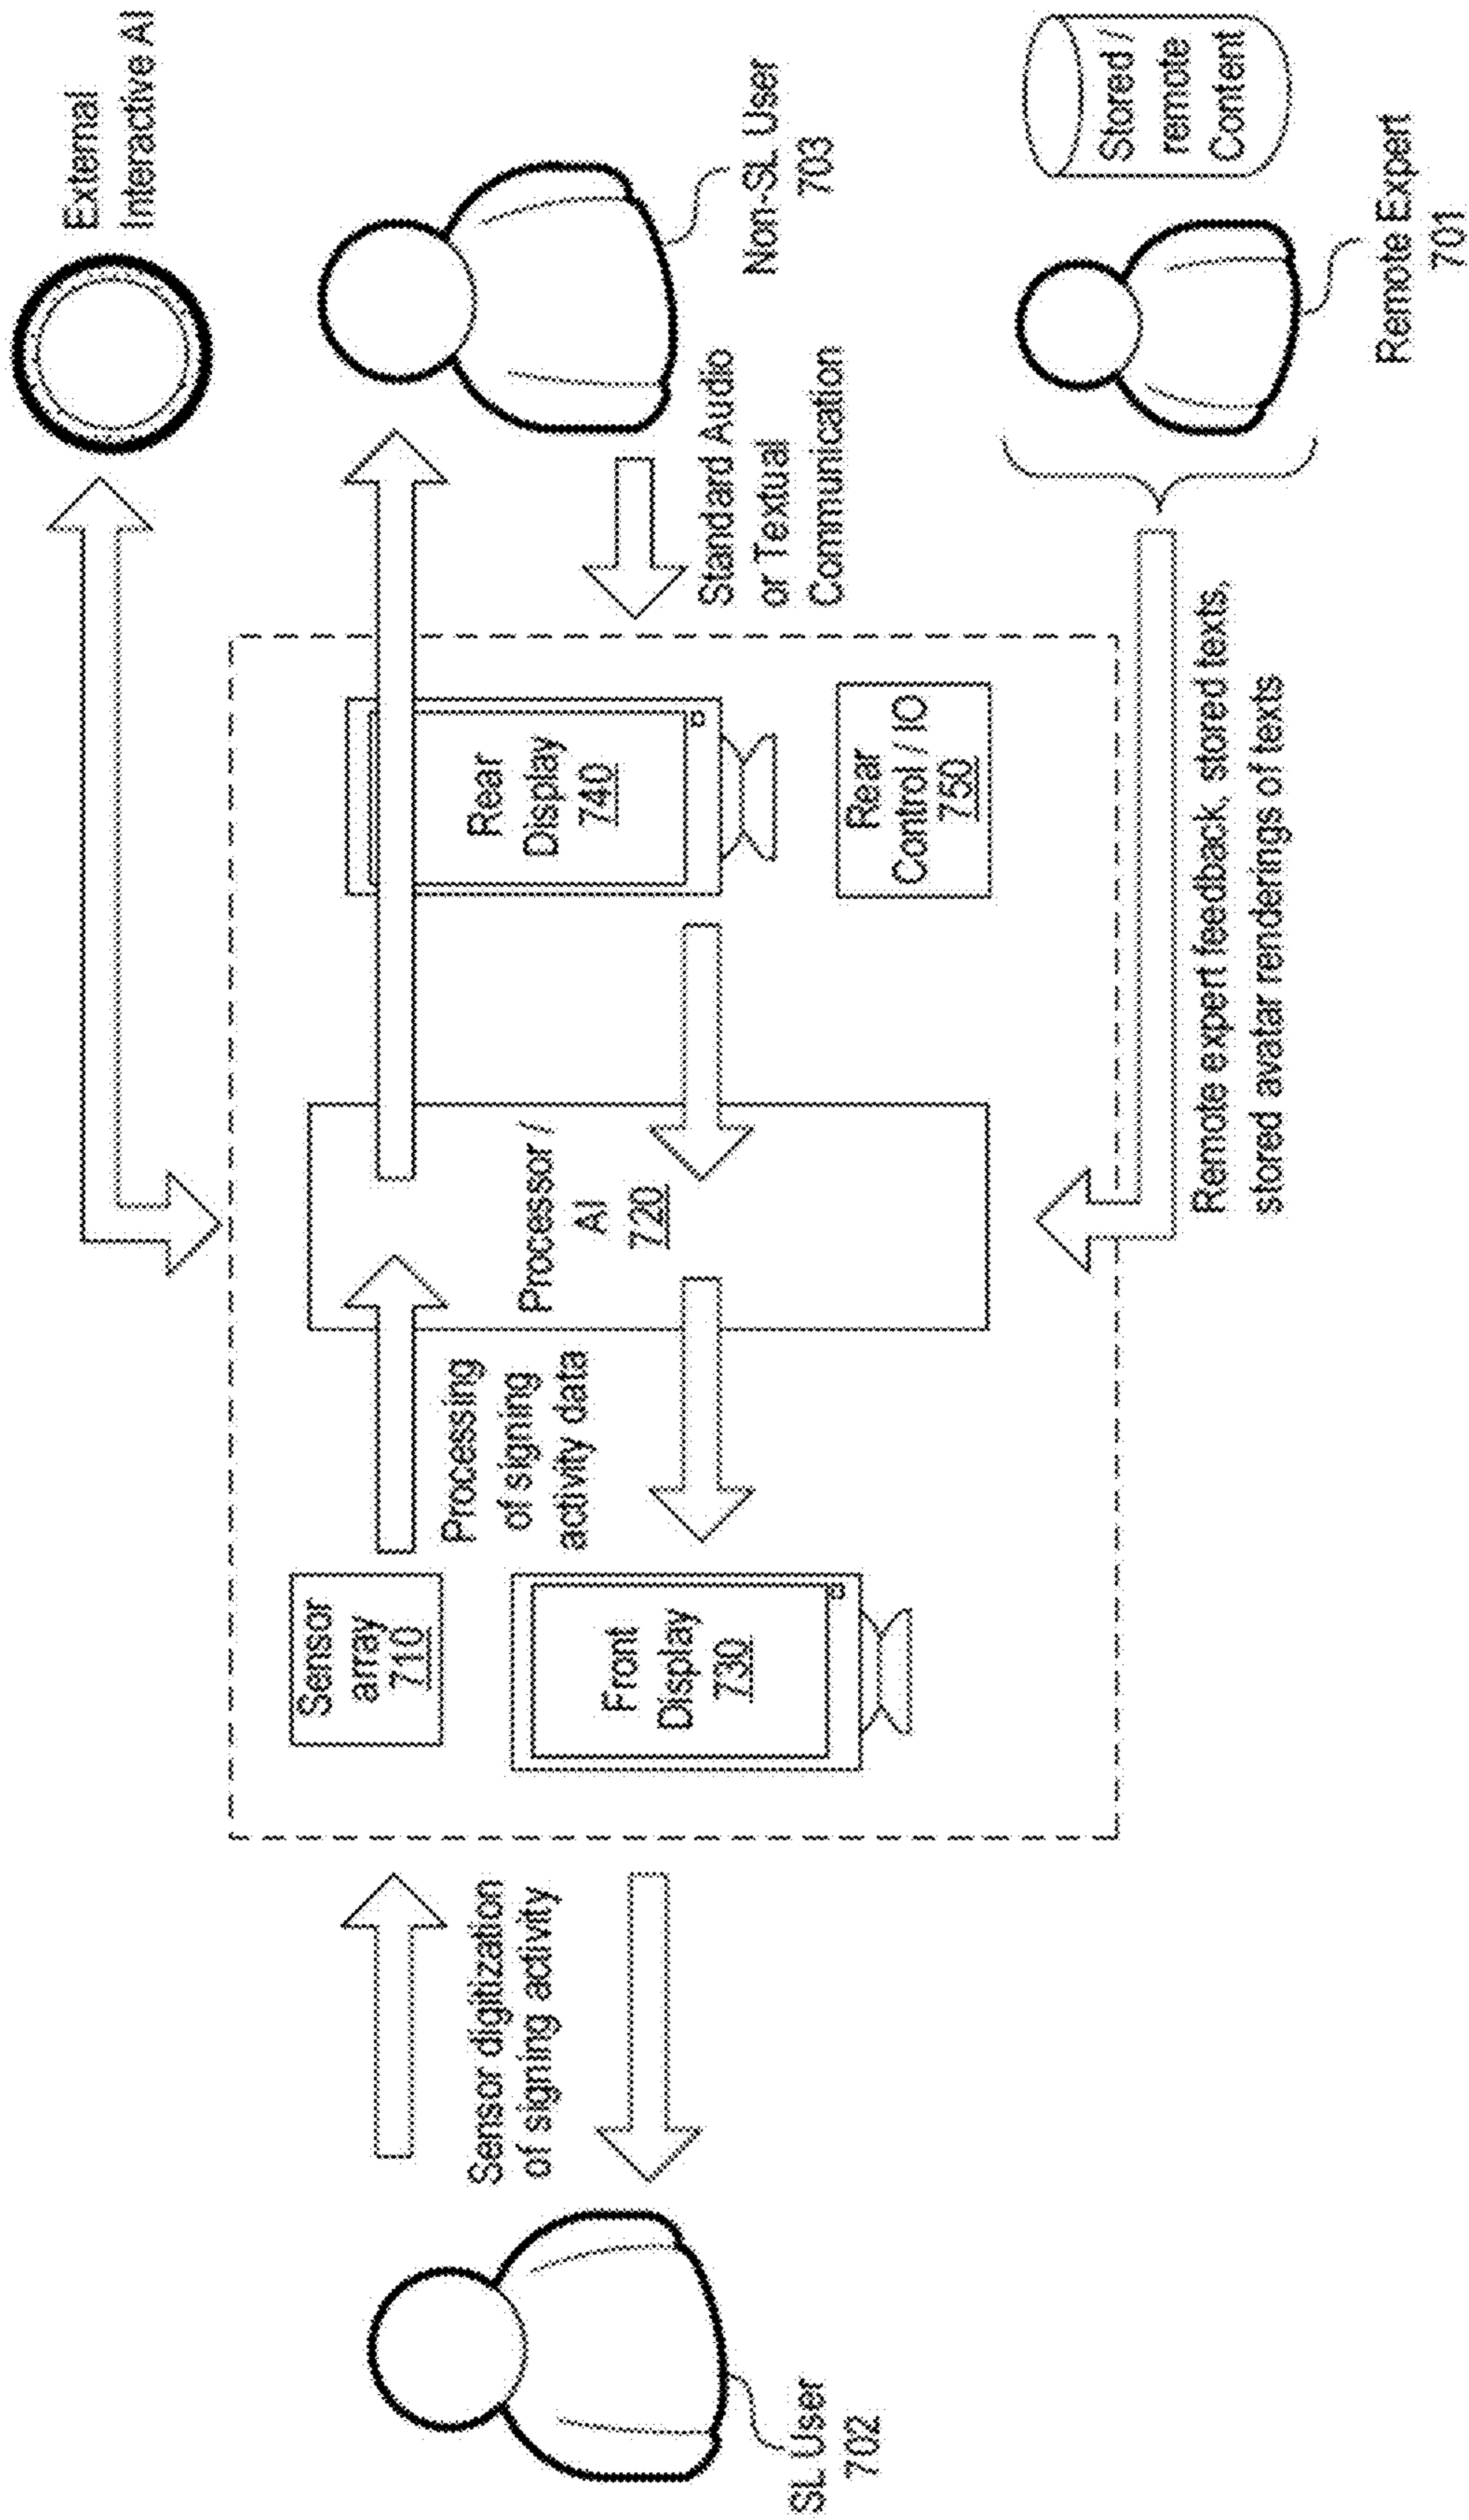 External
Interactive AI
Sensor digitization
of signing activity
SL User
702
Sensor
array
710
Processing
of signing
activity data
Front
Display
730
Processor /
AI
720
Rear
Display
740
Rear
Control / IO
750
Non-SL User
703
Standard Audio
or Textual
Communication
Stored /
remote
Content
Remote Expert
701
Remote expert feedback, stored texts,
stored avatar renderings of texts